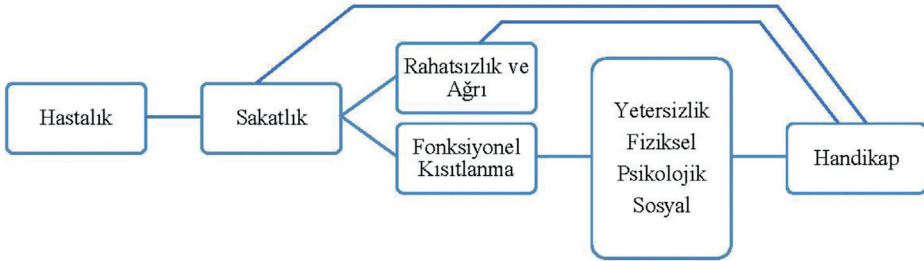 Hastalık
Sakatlık
Rahatsızlık ve
Ağrı
Fonksiyonel
Kısıtlanma
Yetersizlik
Fiziksel
Psikolojik
Sosyal
Handikap